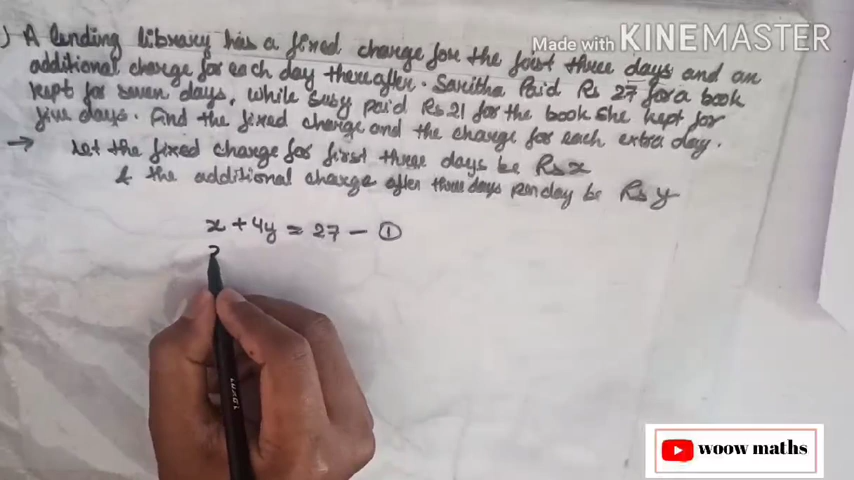 ) A lending library has a fixed charge for the first three days and an
additional charge for each day thereafter. Saritha Paid Rs 27 for a book
kept for seven days, while Susy paid Rs 21 for the book she kept for
five days. Find the fixed charge and the charge for each extra day.
→ Let the fixed charge for first three days be Rs x
& the additional charge after three days per day be Rs y
x + 4y = 27 – ①
Made with KINEMASTER
woow maths